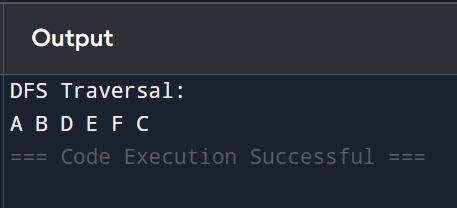 Output
DFS Traversal:
A B D E F C
=== Code Execution Successful ===